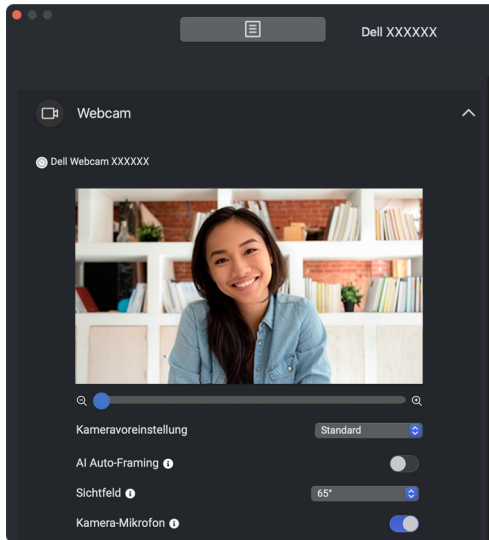 Dell XXXXXX
Webcam
Dell Webcam XXXXXX
Kameravoreinstellung
Standard
AI Auto-Framing
Sichtfeld
65°
Kamera-Mikrofon